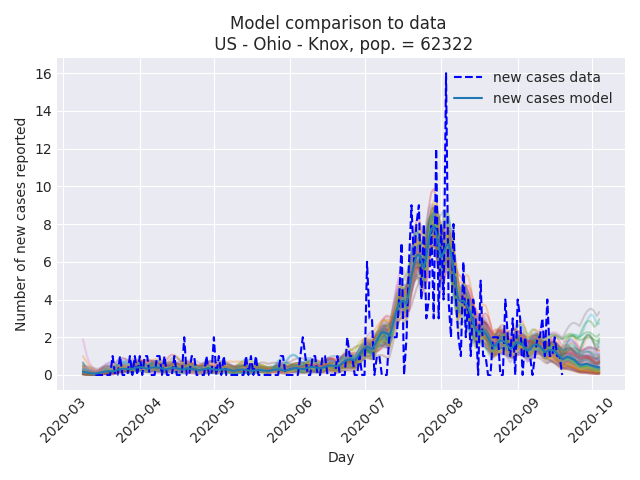 Model comparison to data
US - Ohio - Knox, pop. = 62322
new cases data
new cases model
Number of new cases reported
16
14
12
10
8
6
4
2
0
2020-03
2020-04
2020-05
2020-06
2020-07
2020-08
2020-09
2020-10
Day